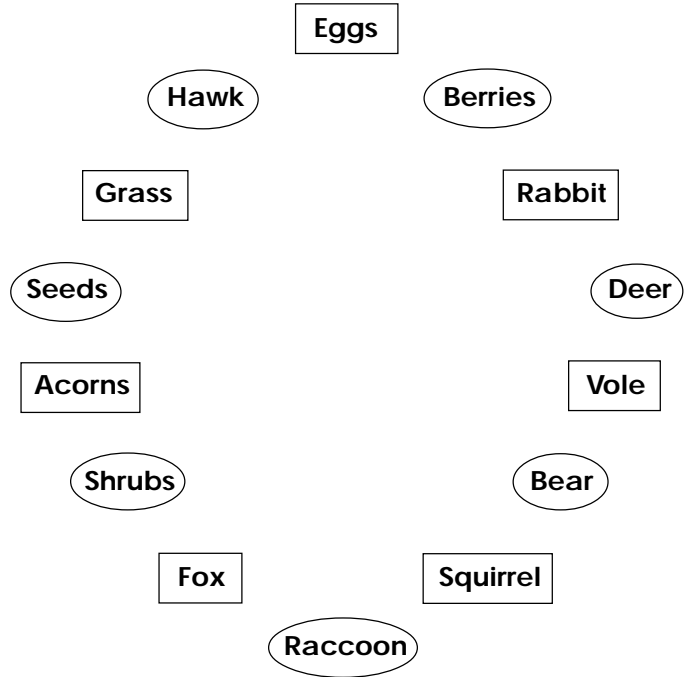 Eggs
Hawk
Berries
Grass
Rabbit
Seeds
Deer
Acorns
Vole
Shrubs
Bear
Fox
Squirrel
Raccoon